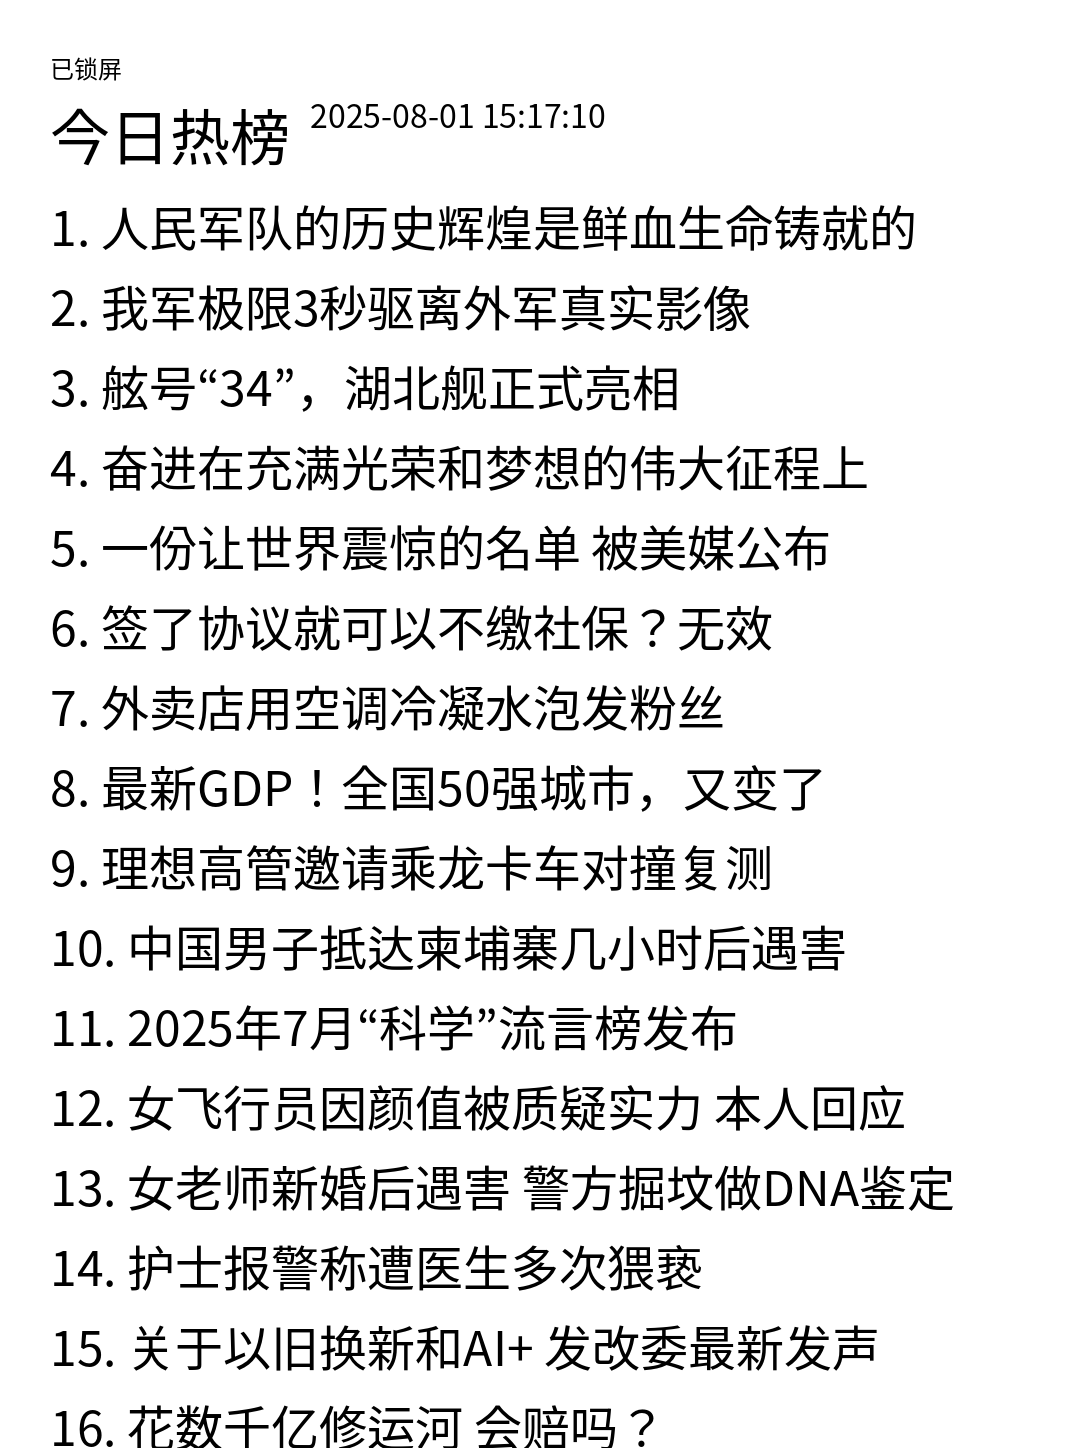 已锁屏
今日热榜 2025-08-01 15:17:10
1. 人民军队的历史辉煌是鲜血生命铸就的
2. 我军极限3秒驱离外军真实影像
3. 舷号“34”，湖北舰正式亮相
4. 奋进在充满光荣和梦想的伟大征程上
5. 一份让世界震惊的名单 被美媒公布
6. 签了协议就可以不缴社保？无效
7. 外卖店用空调冷凝水泡发粉丝
8. 最新GDP！全国50强城市，又变了
9. 理想高管邀请乘龙卡车对撞复测
10. 中国男子抵达柬埔寨几小时后遇害
11. 2025年7月“科学”流言榜发布
12. 女飞行员因颜值被质疑实力 本人回应
13. 女老师新婚后遇害 警方掘坟做DNA鉴定
14. 护士报警称遭医生多次猥亵
15. 关于以旧换新和AI+ 发改委最新发声
16. 花数千亿修运河 会赔吗？